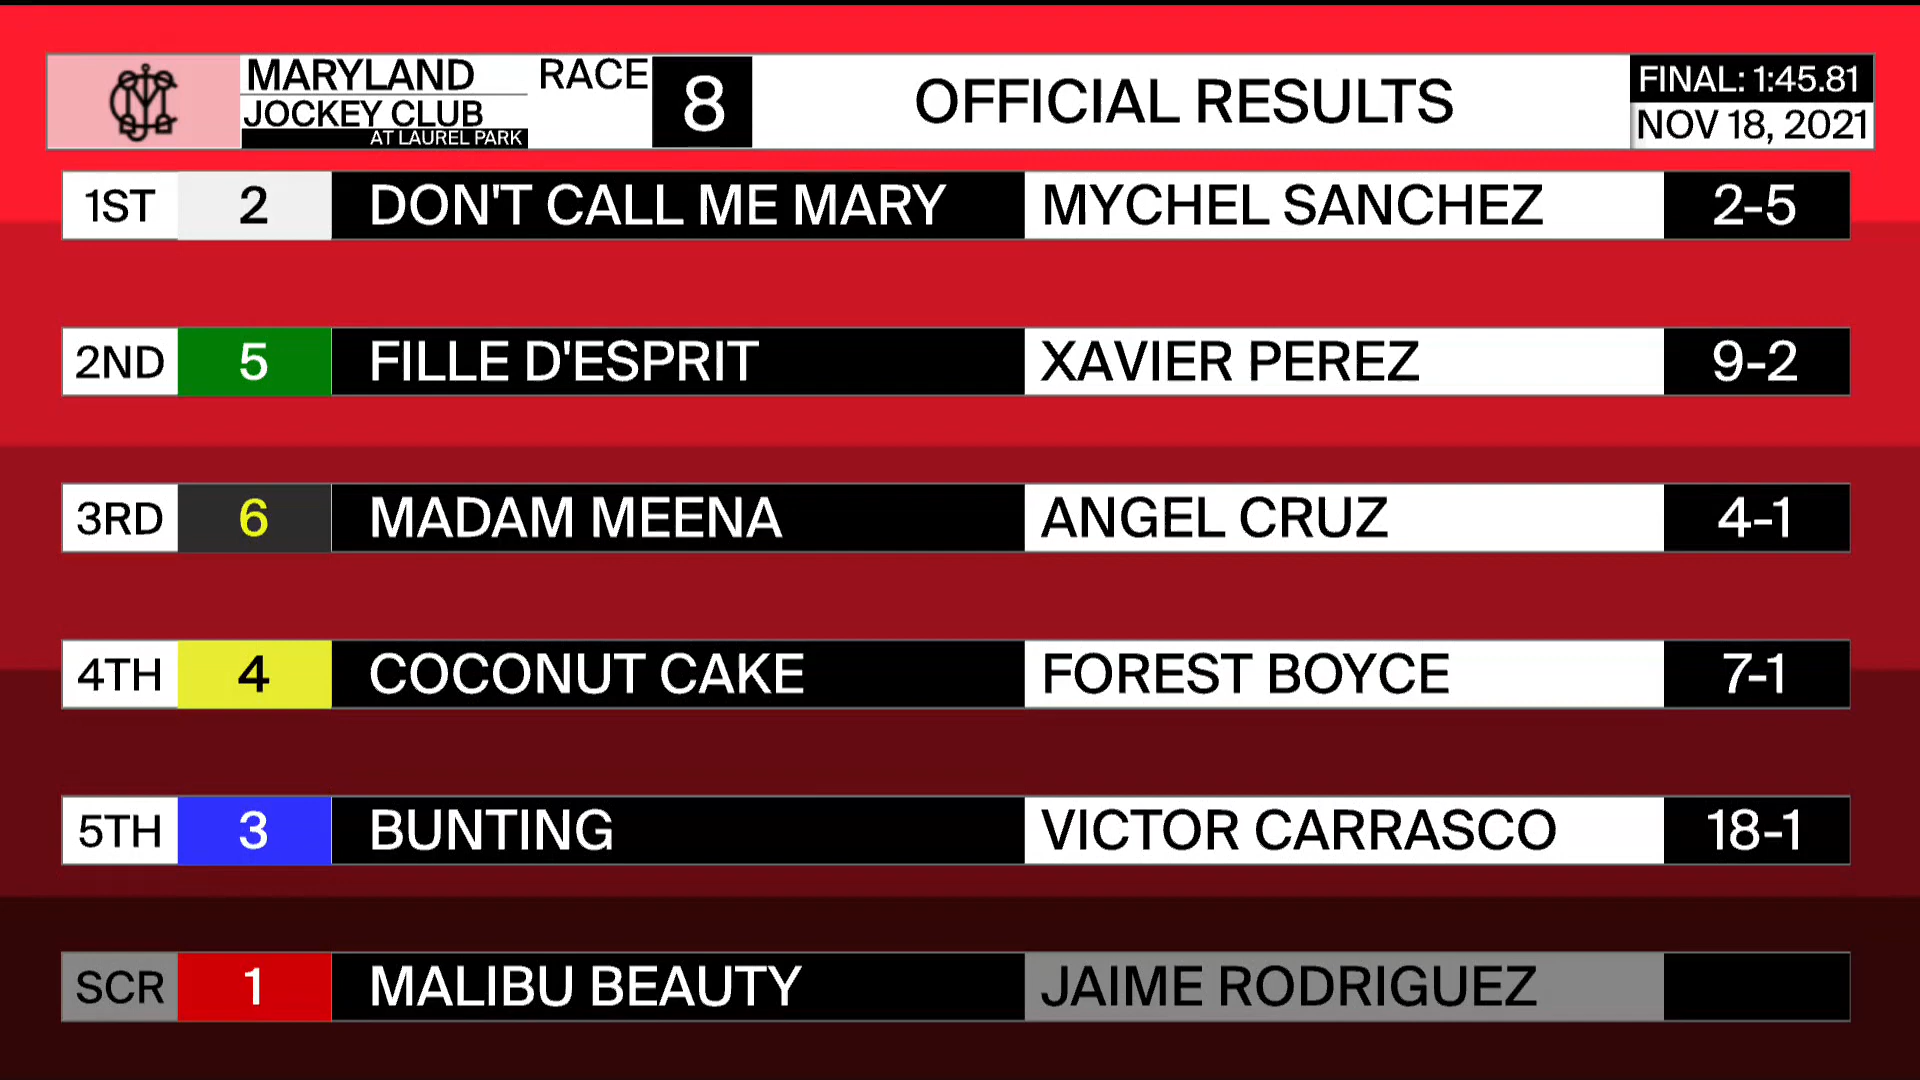 MARYLAND
JOCKEY CLUB
AT LAUREL PARK
RACE 8
OFFICIAL RESULTS
FINAL: 1:45.81
NOV 18, 2021
1ST 2 DON'T CALL ME MARY MYCHEL SANCHEZ 2-5
2ND 5 FILLE D'ESPRIT XAVIER PEREZ 9-2
3RD 6 MADAM MEENA ANGEL CRUZ 4-1
4TH 4 COCONUT CAKE FOREST BOYCE 7-1
5TH 3 BUNTING VICTOR CARRASCO 18-1
SCR 1 MALIBU BEAUTY JAIME RODRIGUEZ